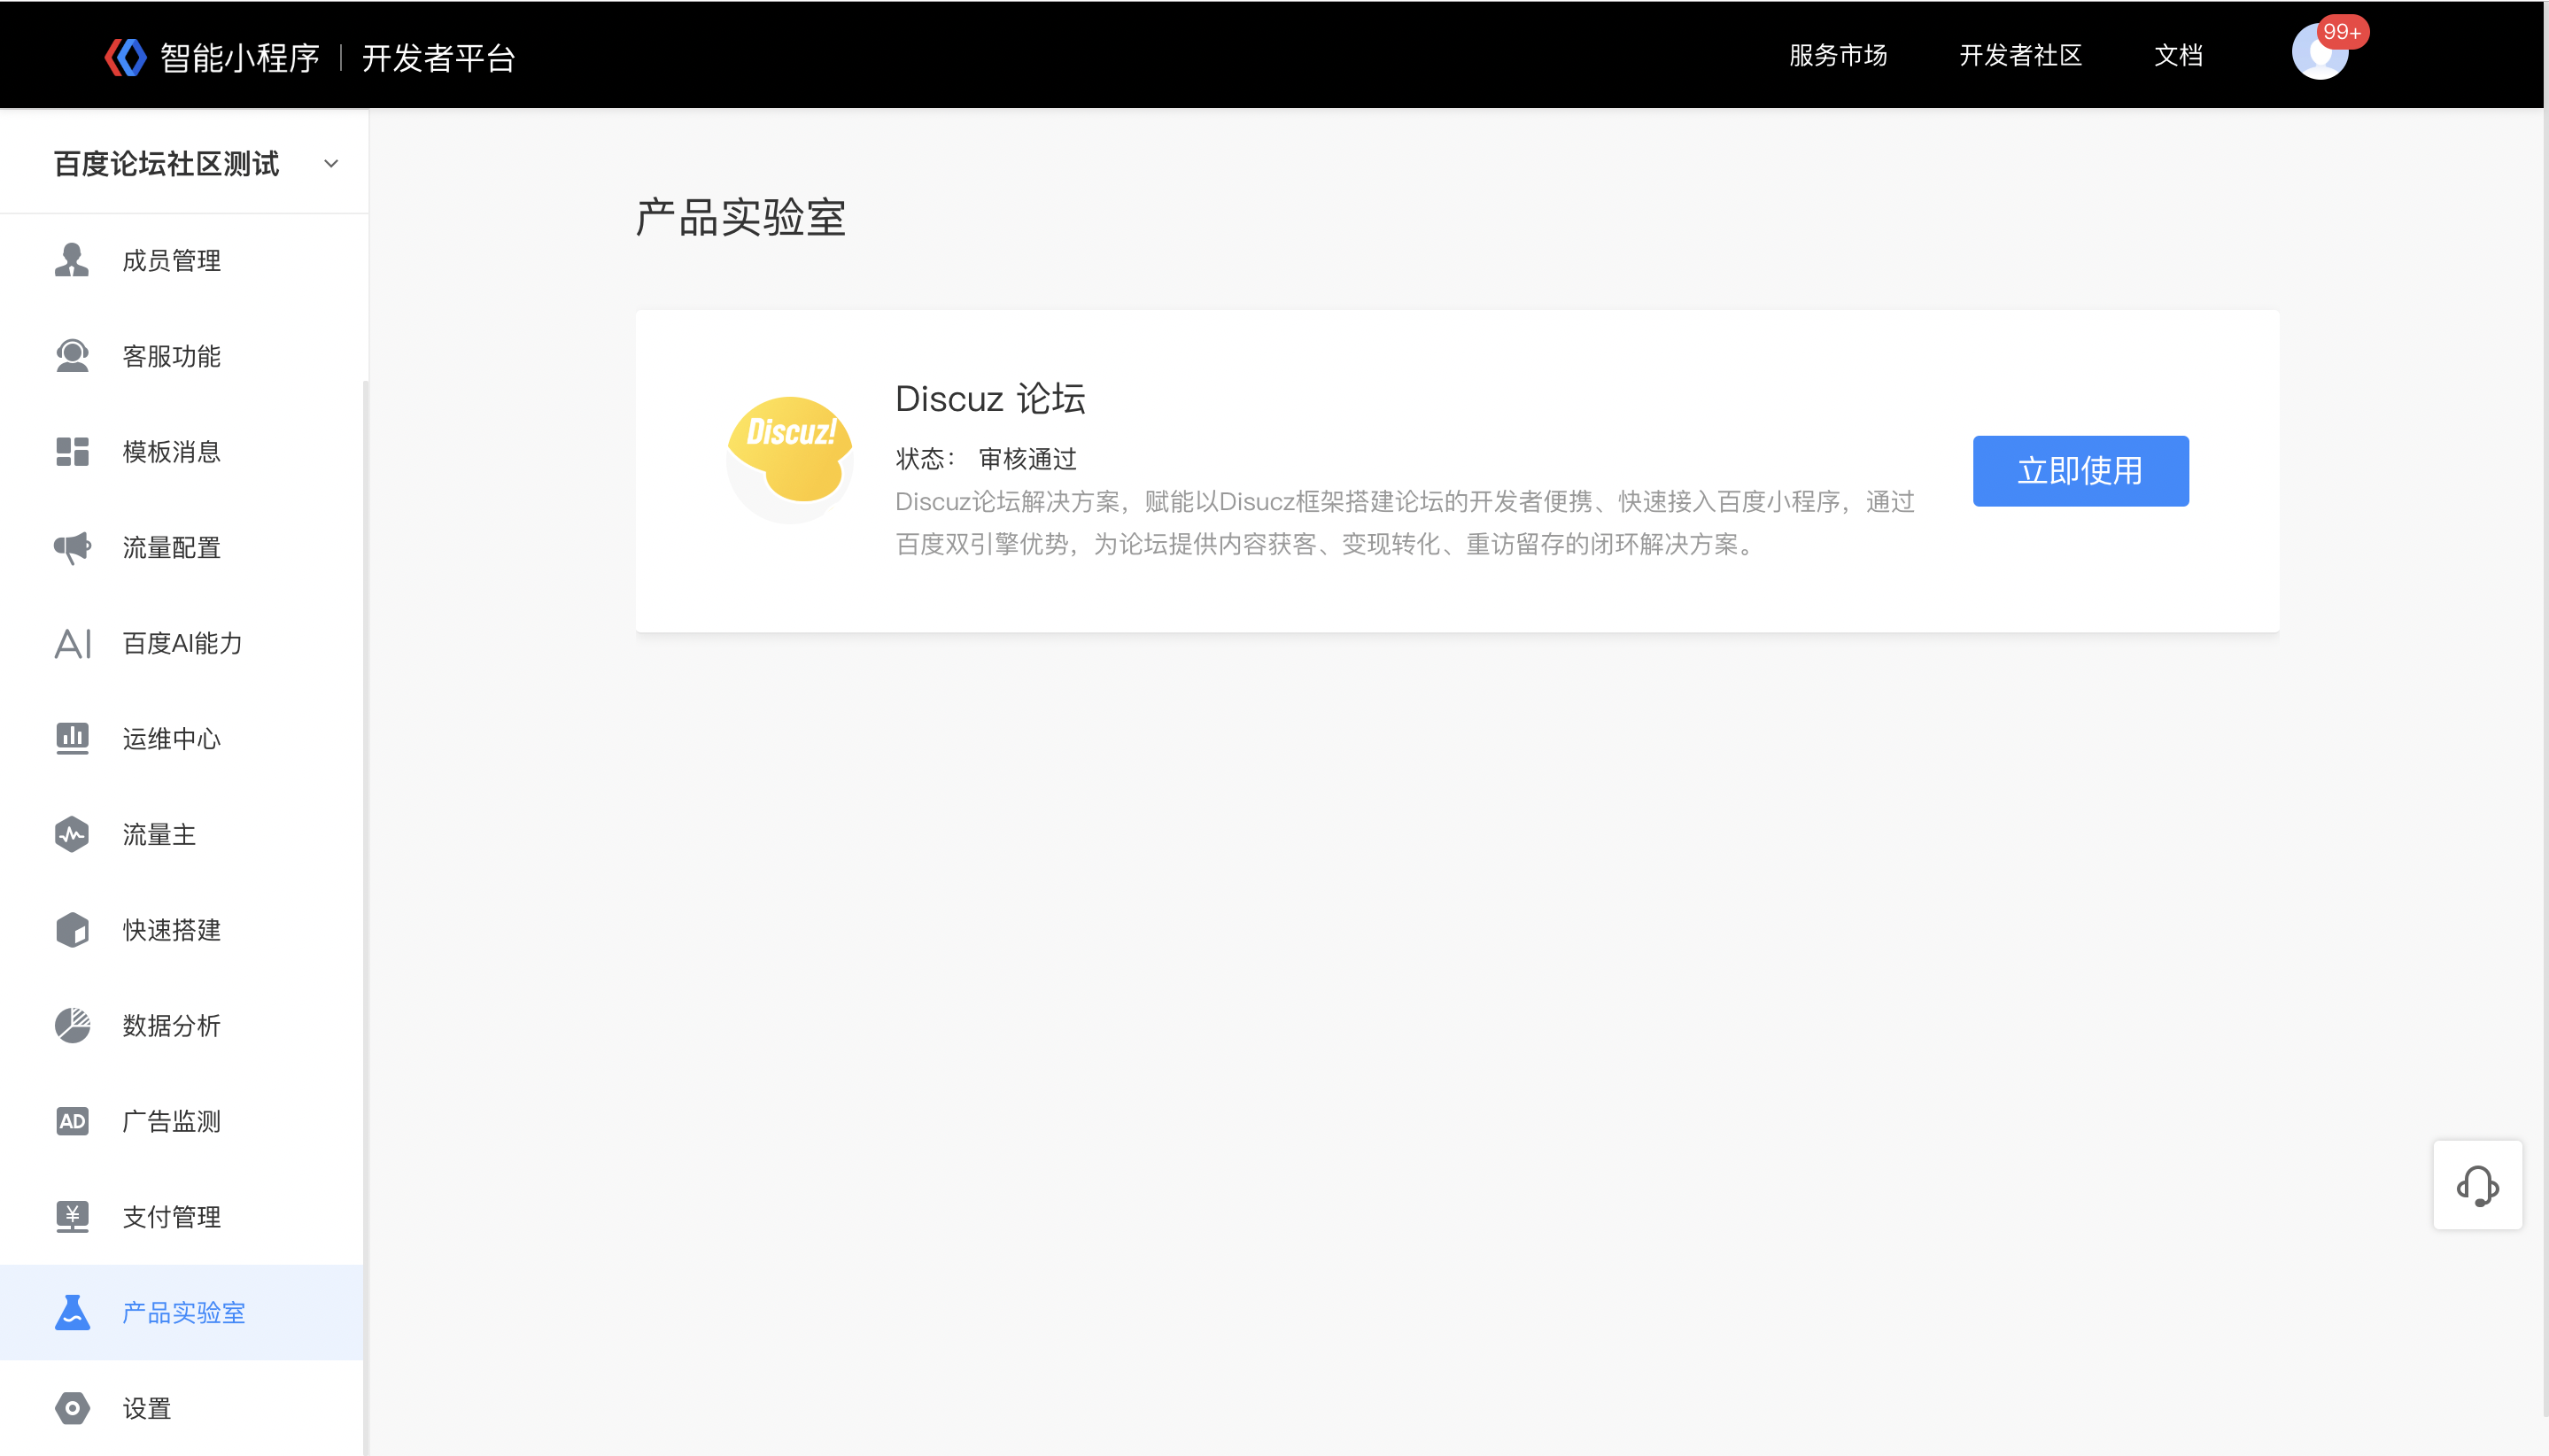 智能小程序 | 开发者平台
服务市场
开发者社区
文档
99+
百度论坛社区测试
成员管理
客服功能
模板消息
流量配置
AI 百度AI能力
运维中心
流量主
快速搭建
数据分析
AD 广告监测
¥ 支付管理
产品实验室
设置
产品实验室
Discuz!
Discuz 论坛
状态： 审核通过
Discuz论坛解决方案，赋能以Disucz框架搭建论坛的开发者便携、快速接入百度小程序，通过
百度双引擎优势，为论坛提供内容获客、变现转化、重访留存的闭环解决方案。
立即使用